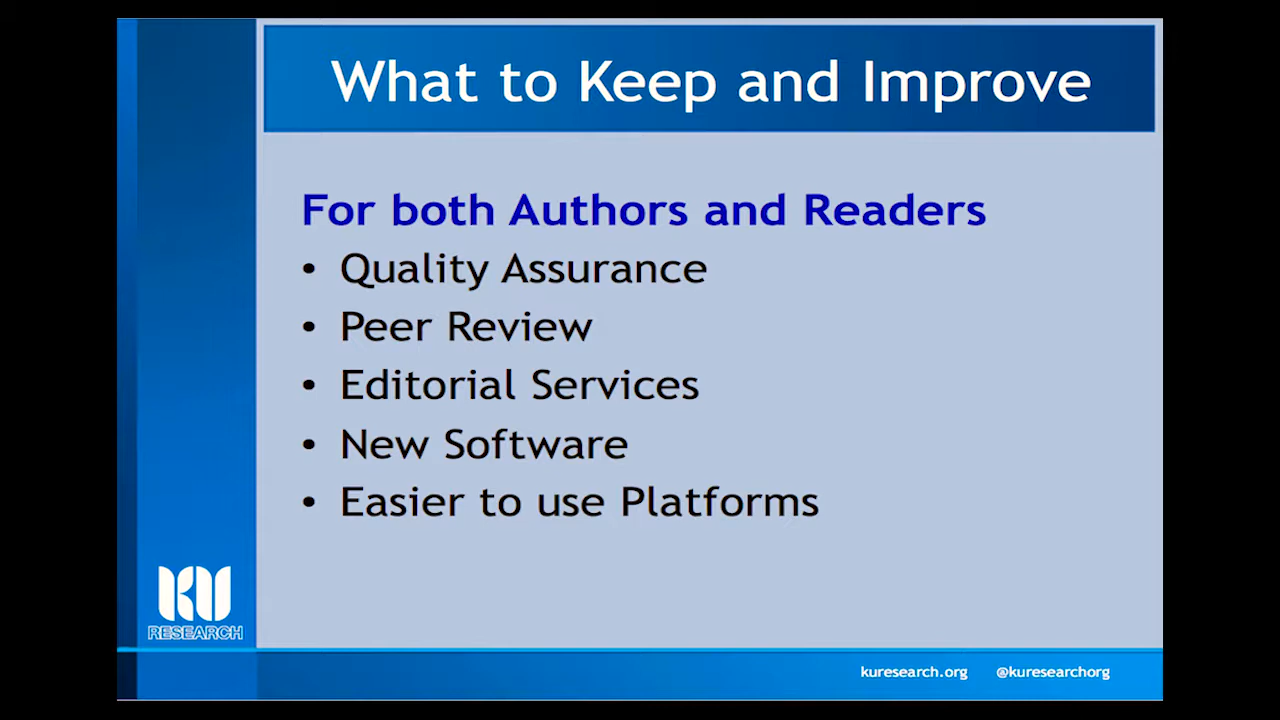 What to Keep and Improve
For both Authors and Readers
• Quality Assurance
• Peer Review
• Editorial Services
• New Software
• Easier to use Platforms
KU
RESEARCH
kuresearch.org @kuresearchorg